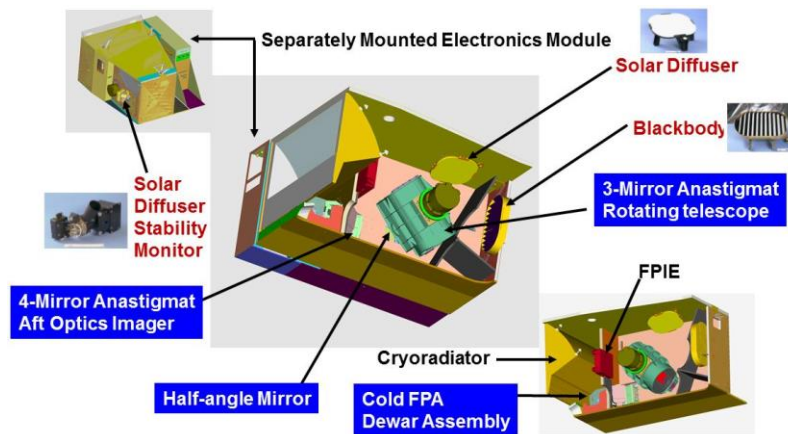 Separately Mounted Electronics Module
Solar Diffuser
Blackbody
3-Mirror Anastigmat
Rotating telescope
Solar
Diffuser
Stability
Monitor
4-Mirror Anastigmat
Aft Optics Imager
FPIE
Cryoradiator
Half-angle Mirror
Cold FPA
Dewar Assembly